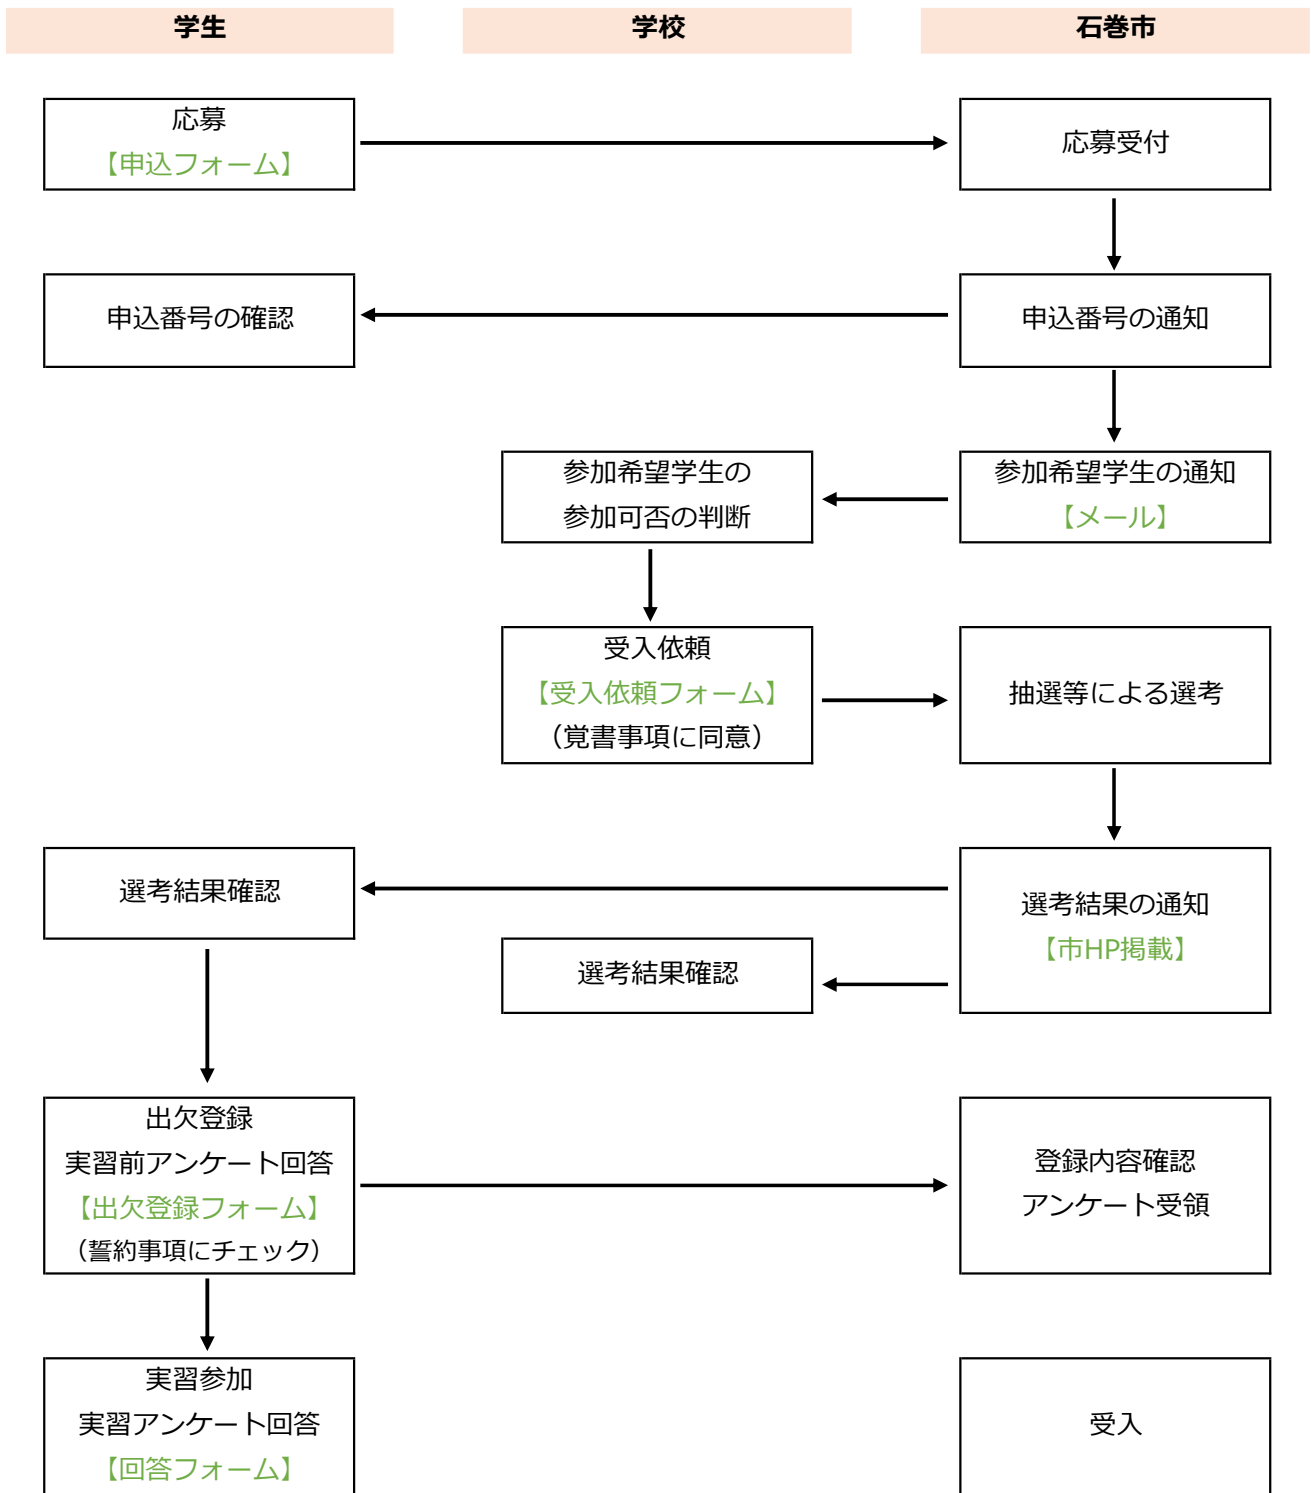 学生
学校
石巻市
応募
【申込フォーム】
応募受付
申込番号の確認
申込番号の通知
参加希望学生の
参加可否の判断
参加希望学生の通知
【メール】
受入依頼
【受入依頼フォーム】
（覚書事項に同意）
抽選等による選考
選考結果確認
選考結果の通知
【市HP掲載】
選考結果確認
出欠登録
実習前アンケート回答
【出欠登録フォーム】
（誓約事項にチェック）
登録内容確認
アンケート受領
実習参加
実習アンケート回答
【回答フォーム】
受入